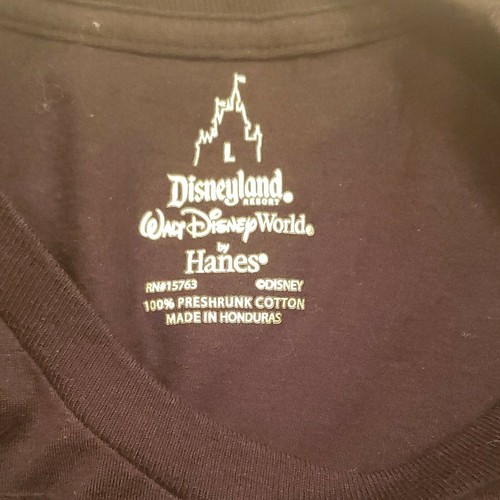 L
Disneyland®
RESORT
WALT DISNEY World®
by
Hanes®
RN#15763 ©DISNEY
100% PRESHRUNK COTTON
MADE IN HONDURAS